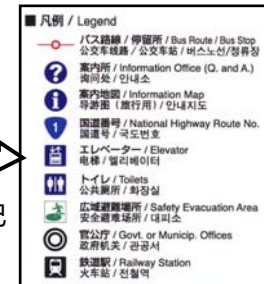 ■ 凡例 / Legend
バス路線 / 停留所 / Bus Route / Bus Stop
公交车线路 / 公交车站 / 버스노선/정류장
? 案内所 / Information Office (Q. and A.)
询问处 / 안내소
i 案内地図 / Information Map
导游图（旅行用）/ 안내지도
1 国道番号 / National Highway Route No.
国道号 / 국도번호
エレベーター / Elevator
电梯 / 엘리베이터
トイレ / Toilets
公共厕所 / 화장실
広域避難場所 / Safety Evacuation Area
安全避难场所 / 대피소
官公庁 / Govt. or Municip. Offices
政府机关 / 관공서
鉄道駅 / Railway Station
火车站 / 전철역